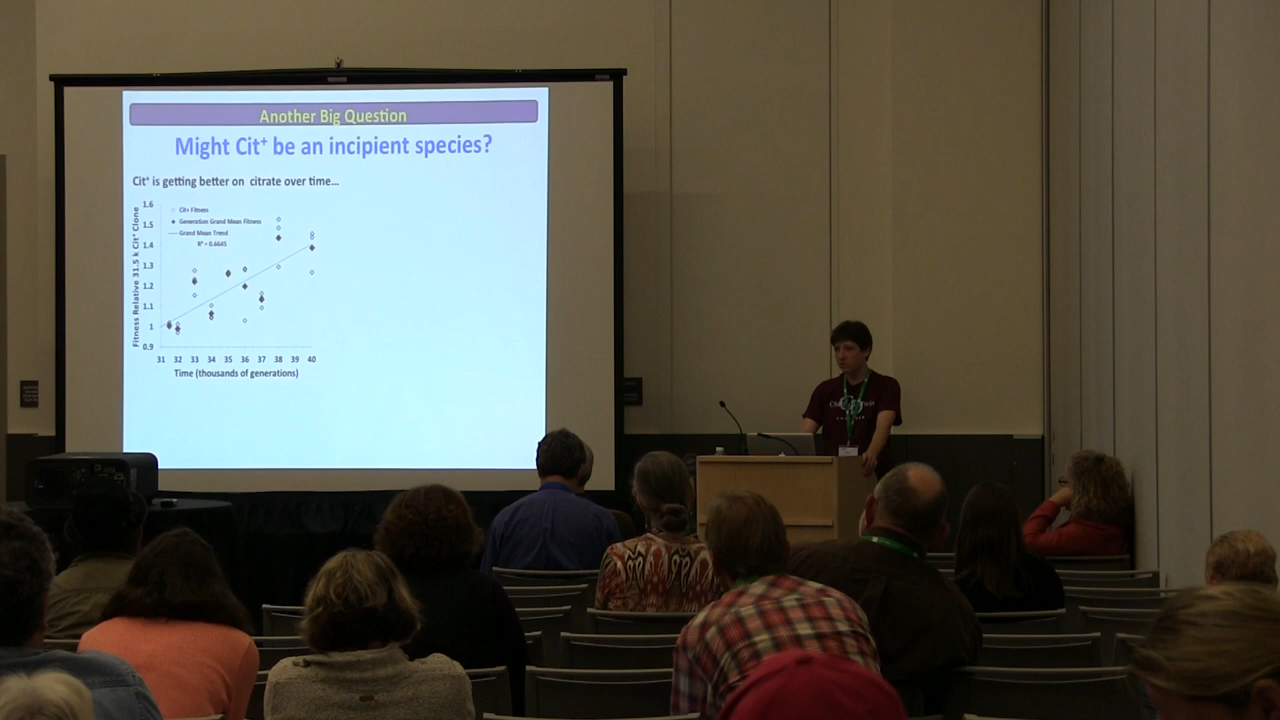 Another Big Question
Might Cit⁺ be an incipient species?
Cit⁺ is getting better on citrate over time...
Fitness Relative 31.5 k Cit⁺ Clone
1.6
1.5
1.4
1.3
1.2
1.1
1
0.9
Cit+ Fitness
Generation Grand Mean Fitness
Grand Mean Trend
R² = 0.6645
31 32 33 34 35 36 37 38 39 40
Time (thousands of generations)